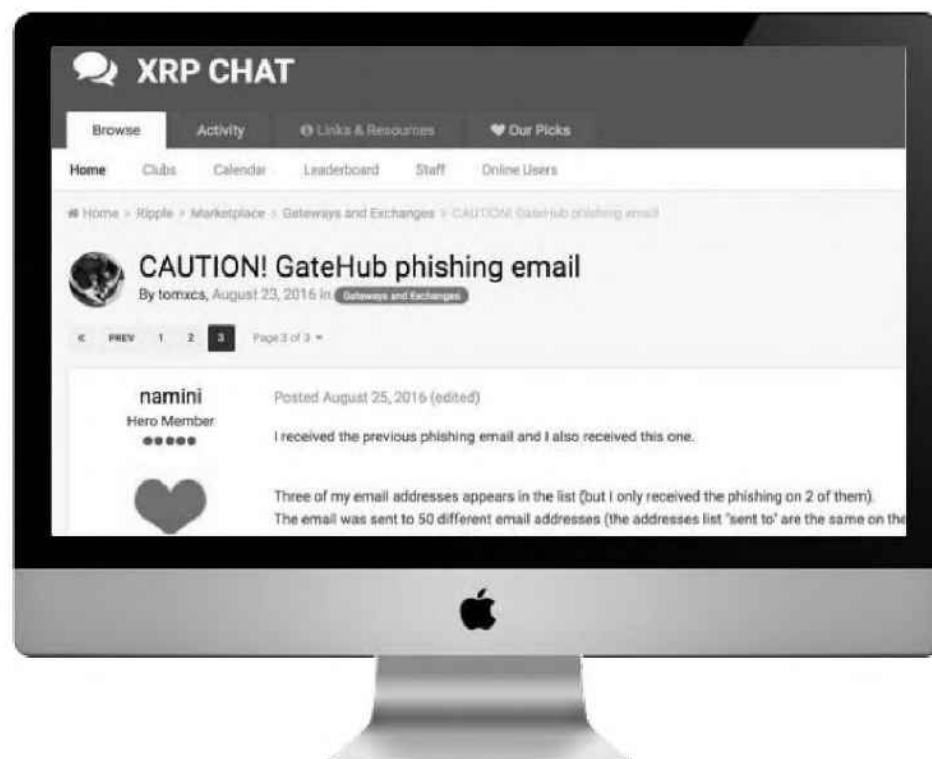 XRP CHAT
Browse Activity Links & Resources Our Picks
Home Clubs Calendar Leaderboard Staff Online Users
Home > Ripple > Marketplace > Gateways and Exchanges > CAUTION! GateHub phishing email
CAUTION! GateHub phishing email
By tomxcs, August 23, 2016 in Gateways and Exchanges
« PREV 1 2 3 Page 3 of 3
namini
Posted August 25, 2016 (edited)
Hero Member
I received the previous phishing email and I also received this one.
Three of my email addresses appears in the list (but I only received the phishing on 2 of them).
The email was sent to 50 different email addresses (the addresses list "sent to" are the same on the